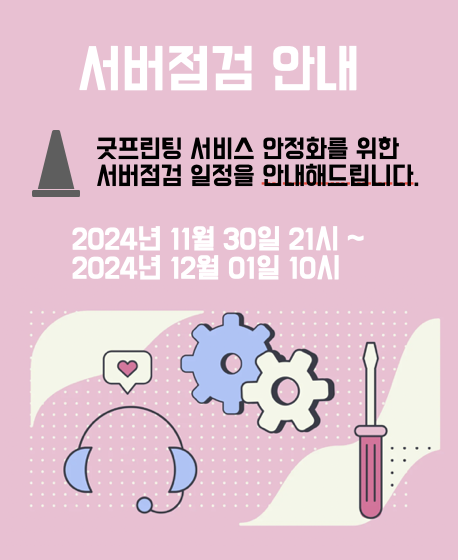 서버점검 안내
굿프린팅 서비스 안정화를 위한
서버점검 일정을 안내해드립니다.
2024년 11월 30일 21시 ~
2024년 12월 01일 10시